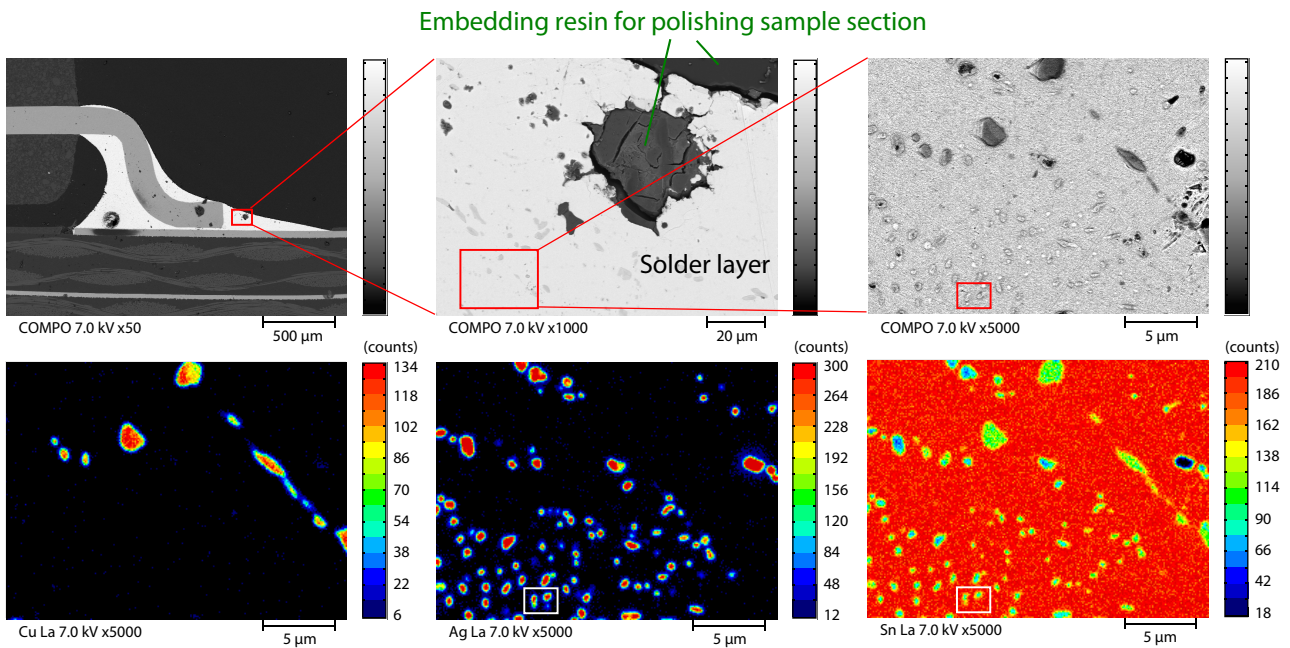 Embedding resin for polishing sample section
Solder layer
COMPO 7.0 kV x50
500 µm
COMPO 7.0 kV x1000
20 µm
COMPO 7.0 kV x5000
5 µm
(counts)
134
118
102
86
70
54
38
22
6
Cu La 7.0 kV x5000
5 µm
(counts)
300
264
228
192
156
120
84
48
12
Ag La 7.0 kV x5000
5 µm
(counts)
210
186
162
138
114
90
66
42
18
Sn La 7.0 kV x5000
5 µm